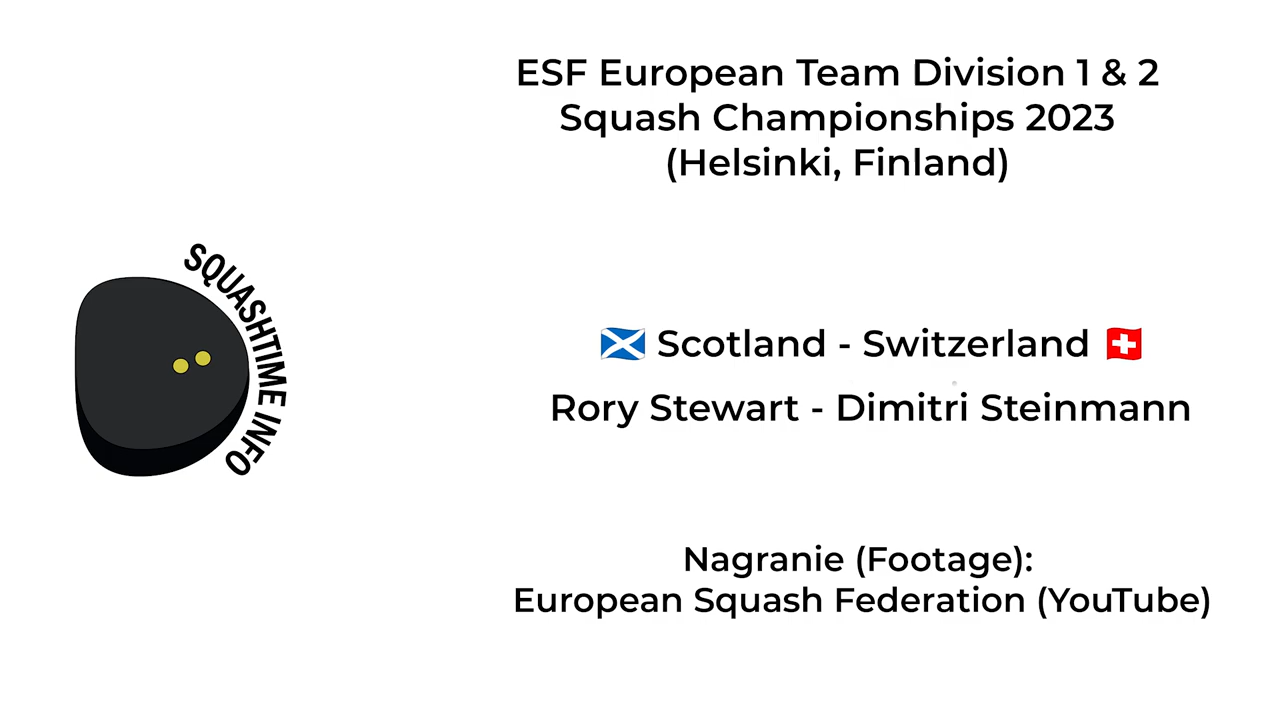 ESF European Team Division 1 & 2
Squash Championships 2023
(Helsinki, Finland)
SQUASHTIME INFO
Scotland - Switzerland
Rory Stewart - Dimitri Steinmann
Nagranie (Footage):
European Squash Federation (YouTube)